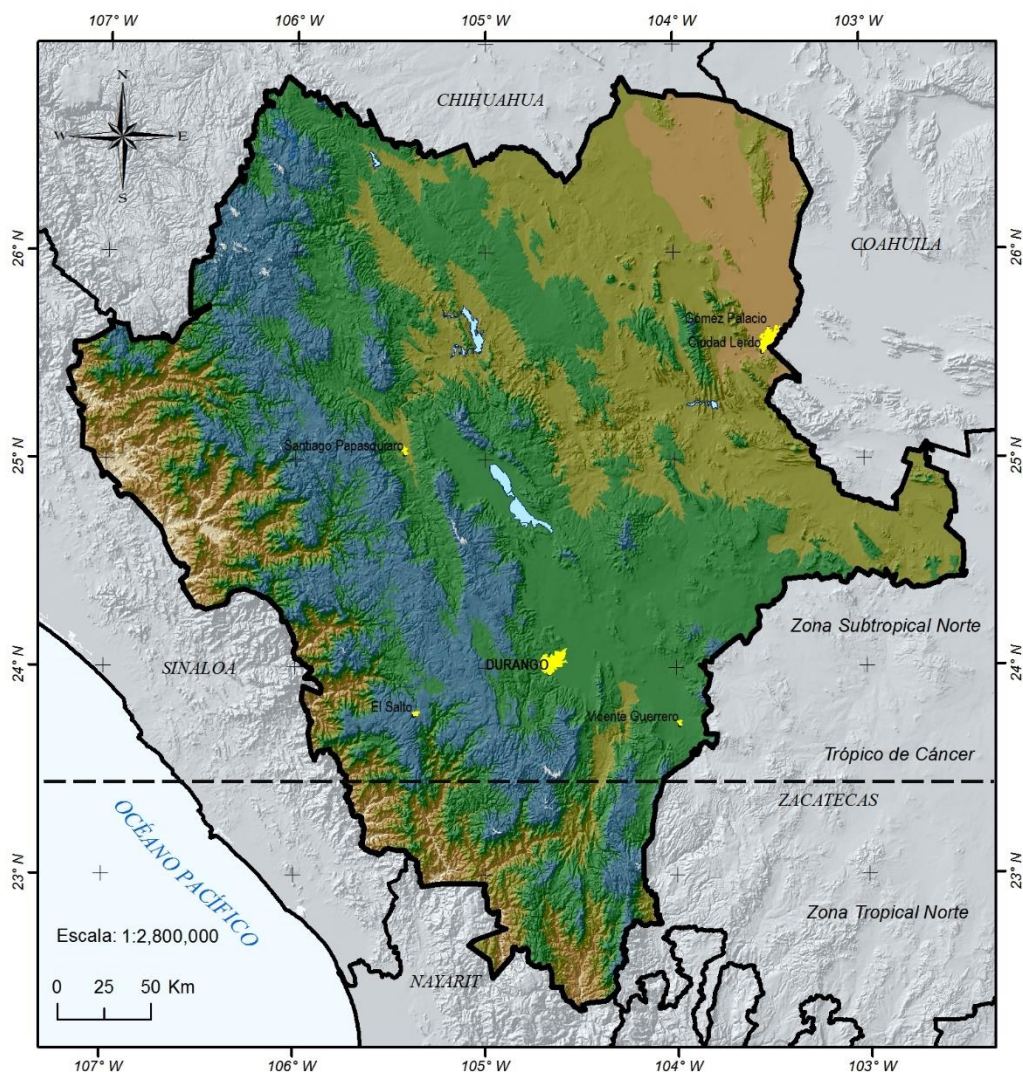 107° W
106° W
105° W
104° W
103° W
N
W
E
S
CHIHUAHUA
26° N
26° N
COAHUILA
Gómez Palacio
Ciudad Lerdo
25° N
Santiago Papasquiaro
25° N
Zona Subtropical Norte
24° N
SINALOA
DURANGO
24° N
El Salto
Vicente Guerrero
Trópico de Cáncer
ZACATECAS
OCÉANO PACÍFICO
23° N
23° N
Zona Tropical Norte
Escala: 1:2,800,000
0 25 50 Km
NAYARIT
107° W
106° W
105° W
104° W
103° W